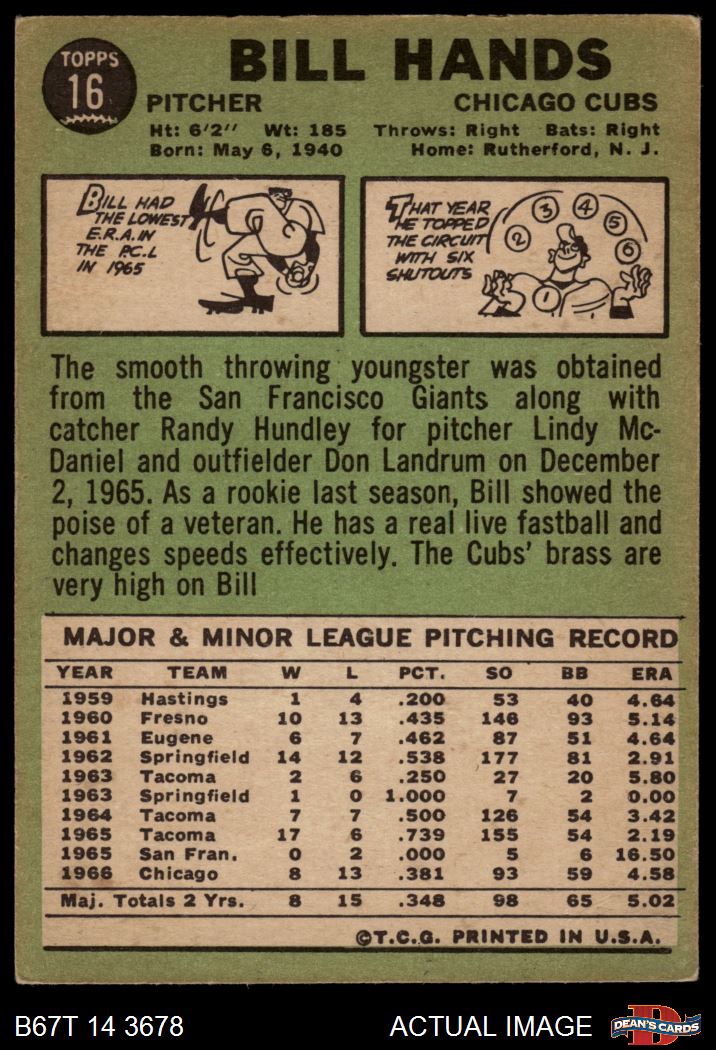 TOPPS
16
BILL HANDS
PITCHER CHICAGO CUBS
Ht: 6'2" Wt: 185 Throws: Right Bats: Right
Born: May 6, 1940 Home: Rutherford, N. J.
BILL HAD
THE LOWEST
E.R.A. IN
THE P.C.L
IN 1965
THAT YEAR
HE TOPPED
THE CIRCUIT
WITH SIX
SHUTOUTS
1 2 3 4 5 6
The smooth throwing youngster was obtained
from the San Francisco Giants along with
catcher Randy Hundley for pitcher Lindy Mc-
Daniel and outfielder Don Landrum on December
2, 1965. As a rookie last season, Bill showed the
poise of a veteran. He has a real live fastball and
changes speeds effectively. The Cubs' brass are
very high on Bill
MAJOR & MINOR LEAGUE PITCHING RECORD
YEAR TEAM W L PCT. SO BB ERA
1959 Hastings 1 4 .200 53 40 4.64
1960 Fresno 10 13 .435 146 93 5.14
1961 Eugene 6 7 .462 87 51 4.64
1962 Springfield 14 12 .538 177 81 2.91
1963 Tacoma 2 6 .250 27 20 5.80
1963 Springfield 1 0 1.000 7 2 0.00
1964 Tacoma 7 7 .500 126 54 3.42
1965 Tacoma 17 6 .739 155 54 2.19
1965 San Fran. 0 2 .000 5 6 16.50
1966 Chicago 8 13 .381 93 59 4.58
Maj. Totals 2 Yrs. 8 15 .348 98 65 5.02
©T.C.G. PRINTED IN U.S.A.
B67T 14 3678 ACTUAL IMAGE D DEAN'S CARDS